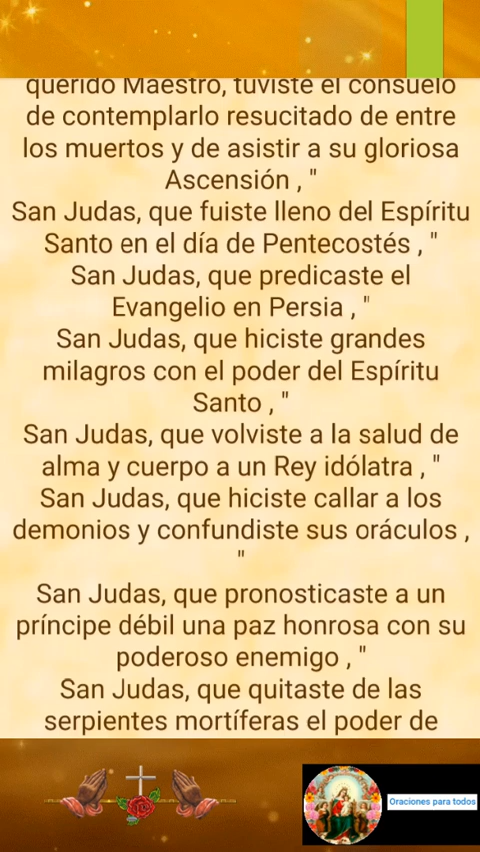 querido Maestro, tuviste el consuelo
de contemplarlo resucitado de entre
los muertos y de asistir a su gloriosa
Ascensión , "
San Judas, que fuiste lleno del Espíritu
Santo en el día de Pentecostés , "
San Judas, que predicaste el
Evangelio en Persia , "
San Judas, que hiciste grandes
milagros con el poder del Espíritu
Santo , "
San Judas, que volviste a la salud de
alma y cuerpo a un Rey idólatra , "
San Judas, que hiciste callar a los
demonios y confundiste sus oráculos ,
"
San Judas, que pronosticaste a un
príncipe débil una paz honrosa con su
poderoso enemigo , "
San Judas, que quitaste de las
serpientes mortíferas el poder de
Oraciones para todos